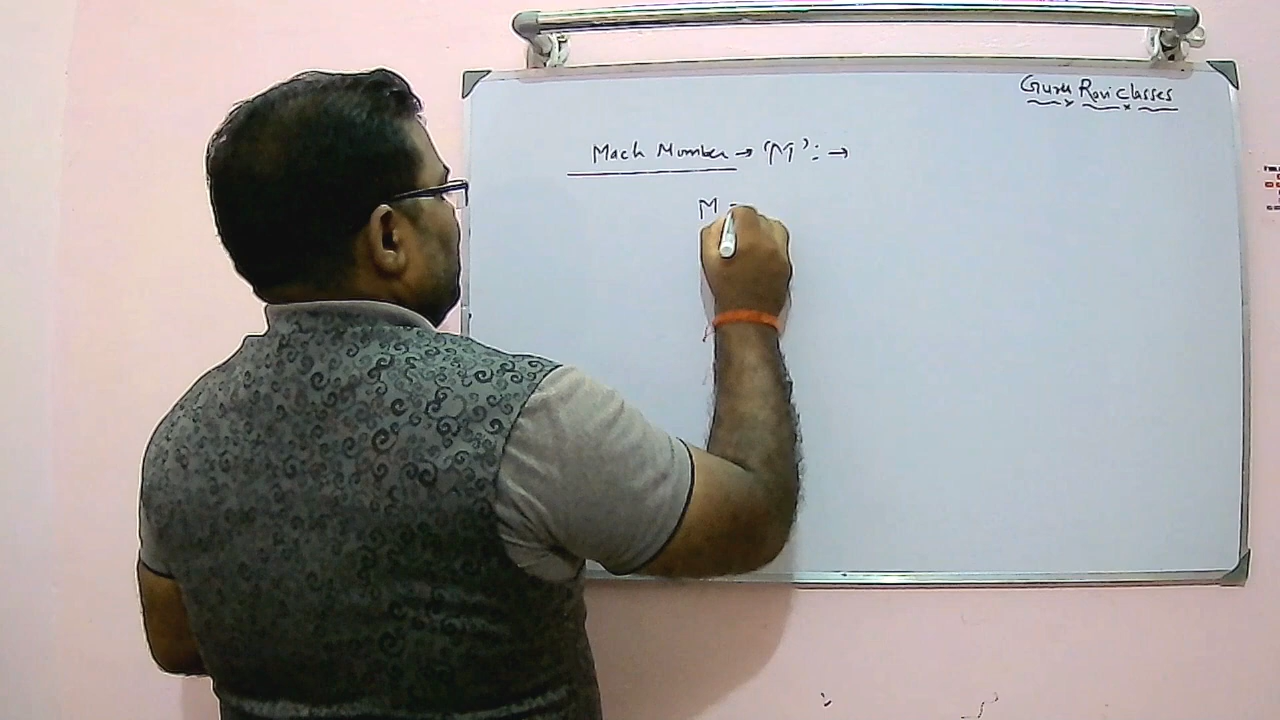 Guru Ravi classes
Mach Number → 'M' : →
M =